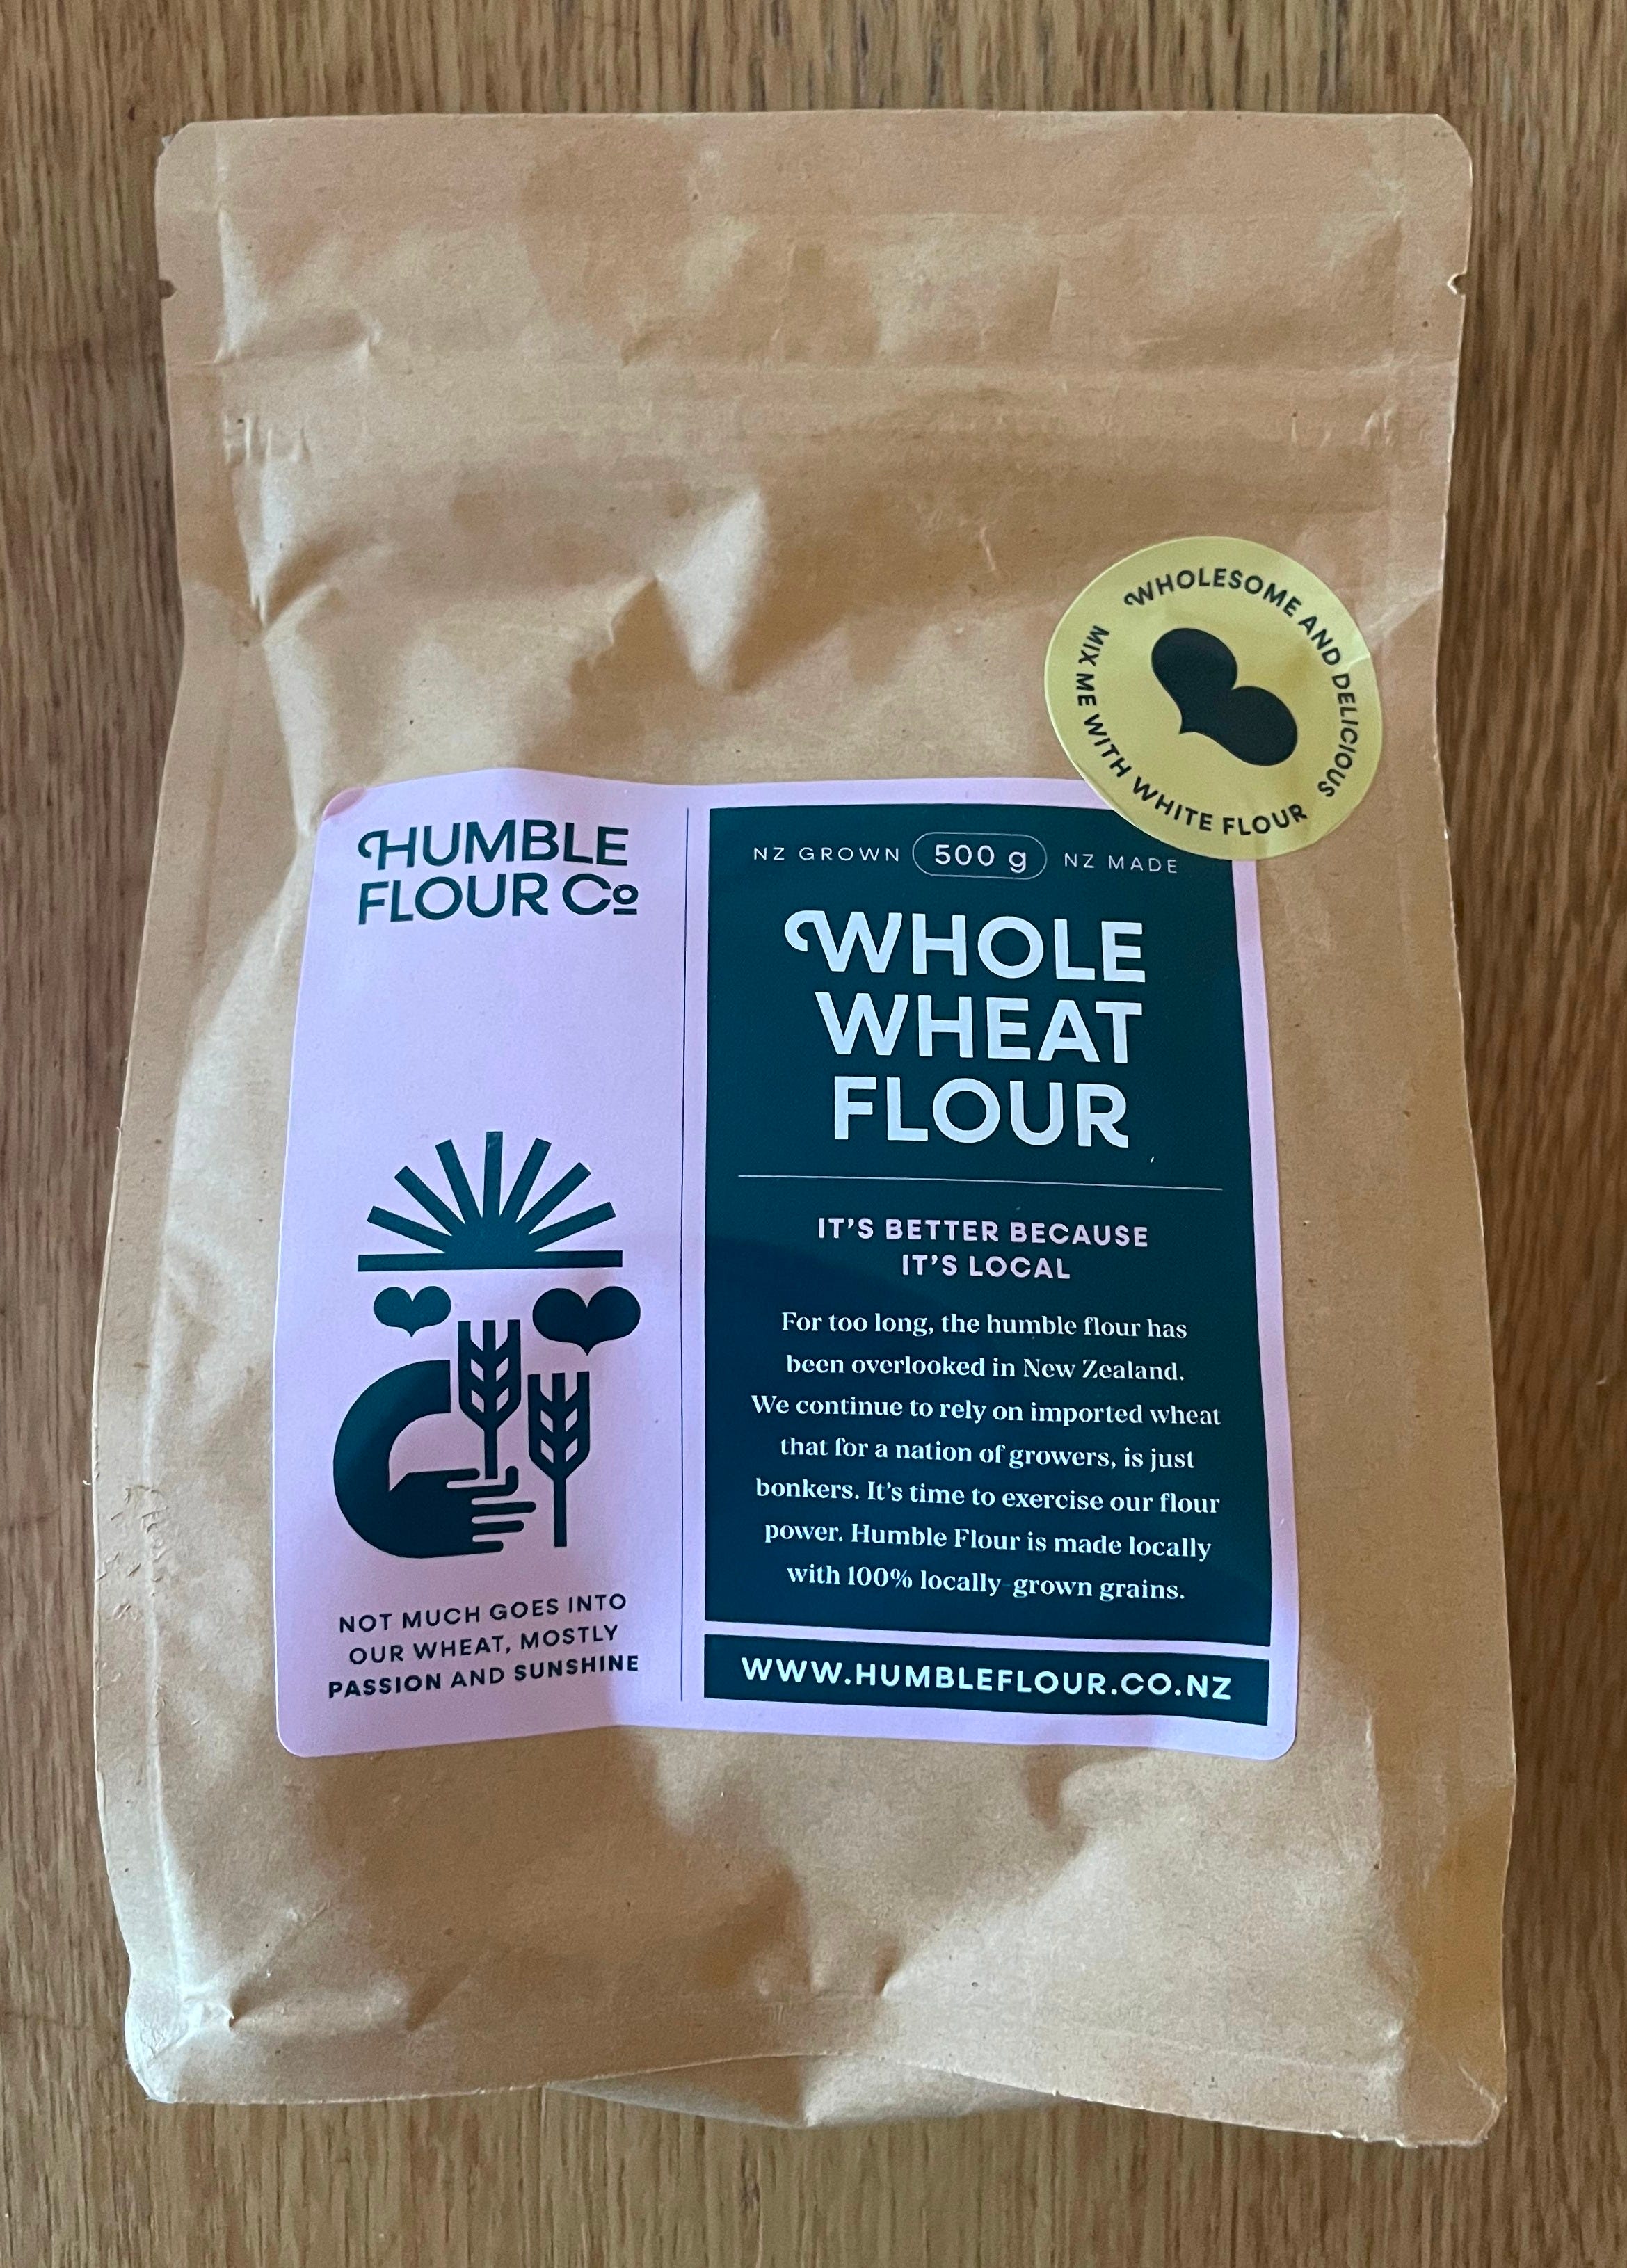 WHOLESOME AND DELICIOUS
MIX ME WITH WHITE FLOUR
HUMBLE
FLOUR Co
NOT MUCH GOES INTO
OUR WHEAT, MOSTLY
PASSION AND SUNSHINE
NZ GROWN 500 g NZ MADE
WHOLE
WHEAT
FLOUR
IT'S BETTER BECAUSE
IT'S LOCAL
For too long, the humble flour has
been overlooked in New Zealand.
We continue to rely on imported wheat
that for a nation of growers, is just
bonkers. It's time to exercise our flour
power. Humble Flour is made locally
with 100% locally-grown grains.
WWW.HUMBLEFLOUR.CO.NZ